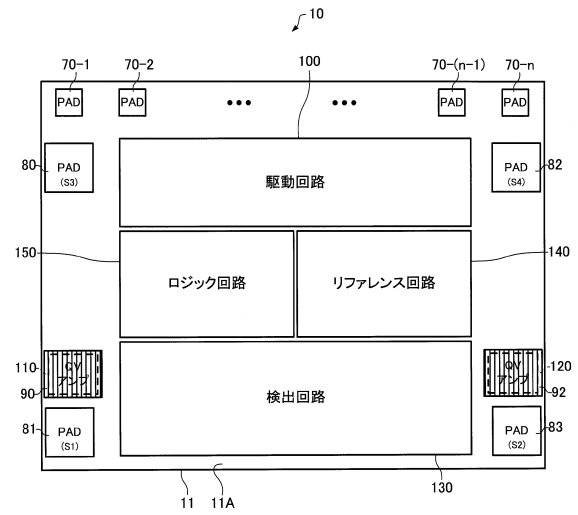 10
70-1 70-2 100 70-(n-1) 70-n
PAD PAD ••• ••• PAD PAD
80 PAD (S3) 駆動回路 PAD (S4) 82
150 ロジック回路 リファレンス回路 140
110 QV アンプ QV アンプ 120
90 92
検出回路
81 PAD (S1) PAD (S2) 83
11 11A 130